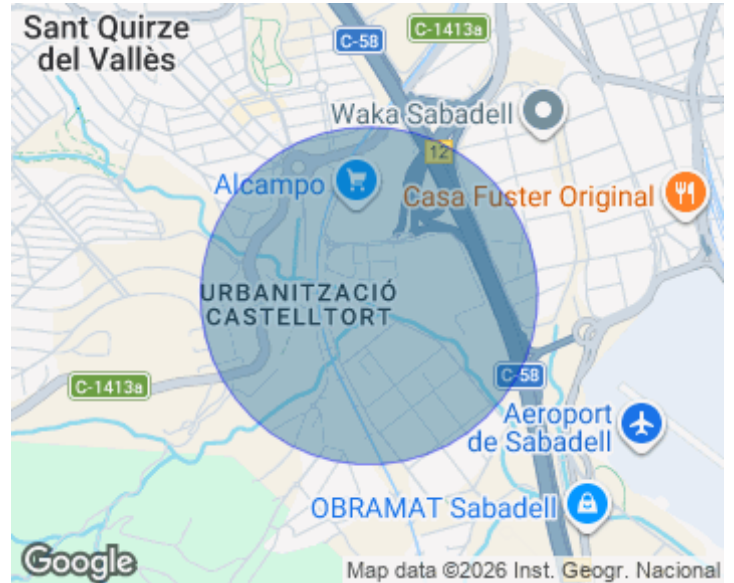 Sant Quirze
del Vallès
C-58
C-1413a
Waka Sabadell
12
Alcampo
Casa Fuster Original
URBANITZACIÓ
CASTELLTORT
C-1413a
C-58
Aeroport
de Sabadell
OBRAMAT Sabadell
Google
Map data ©2026 Inst. Geogr. Nacional